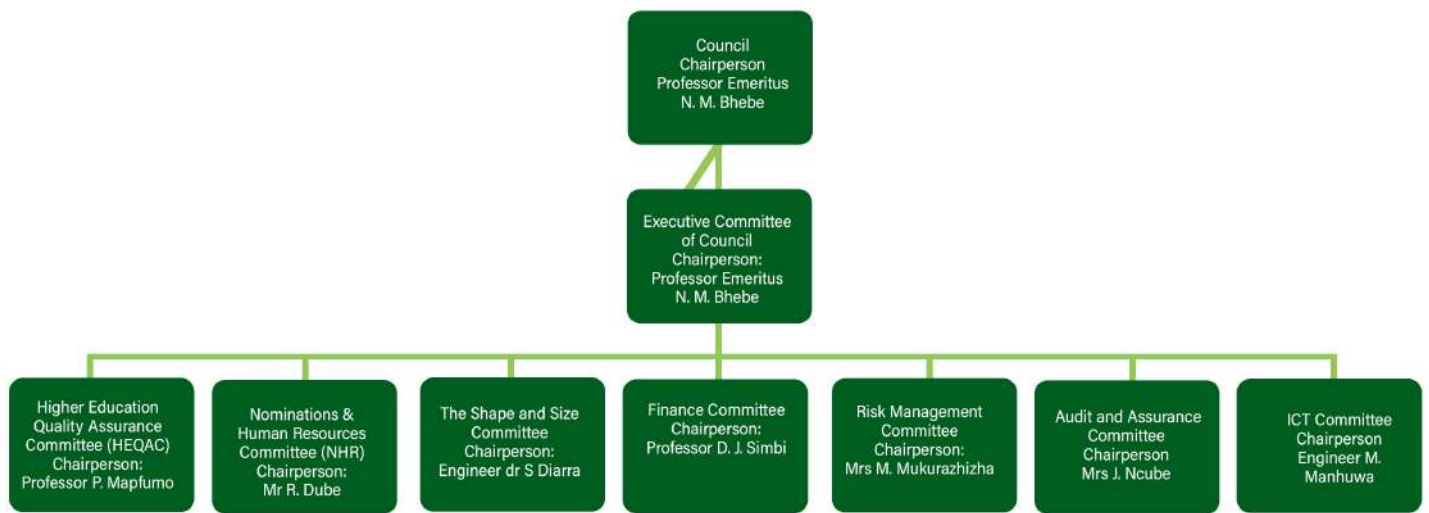 Council
Chairperson
Professor Emeritus
N. M. Bhebe
Executive Committee
of Council
Chairperson:
Professor Emeritus
N. M. Bhebe
Higher Education
Quality Assurance
Committee (HEQAC)
Chairperson:
Professor P. Mapfumo
Nominations &
Human Resources
Committee (NHR)
Chairperson:
Mr R. Dube
The Shape and Size
Committee
Chairperson:
Engineer dr S Diarra
Finance Committee
Chairperson:
Professor D. J. Simbi
Risk Management
Committee
Chairperson:
Mrs M. Mukurazhizha
Audit and Assurance
Committee
Chairperson
Mrs J. Ncube
ICT Committee
Chairperson
Engineer M.
Manhuwa